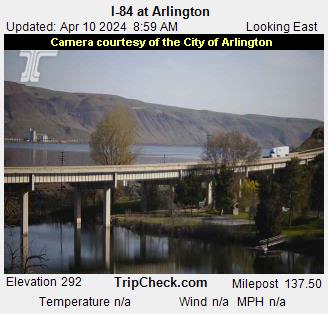 I-84 at Arlington
Updated: Apr 10 2024 8:59 AM Looking East
Camera courtesy of the City of Arlington
Elevation 292 TripCheck.com Milepost 137.50
Temperature n/a Wind n/a MPH n/a